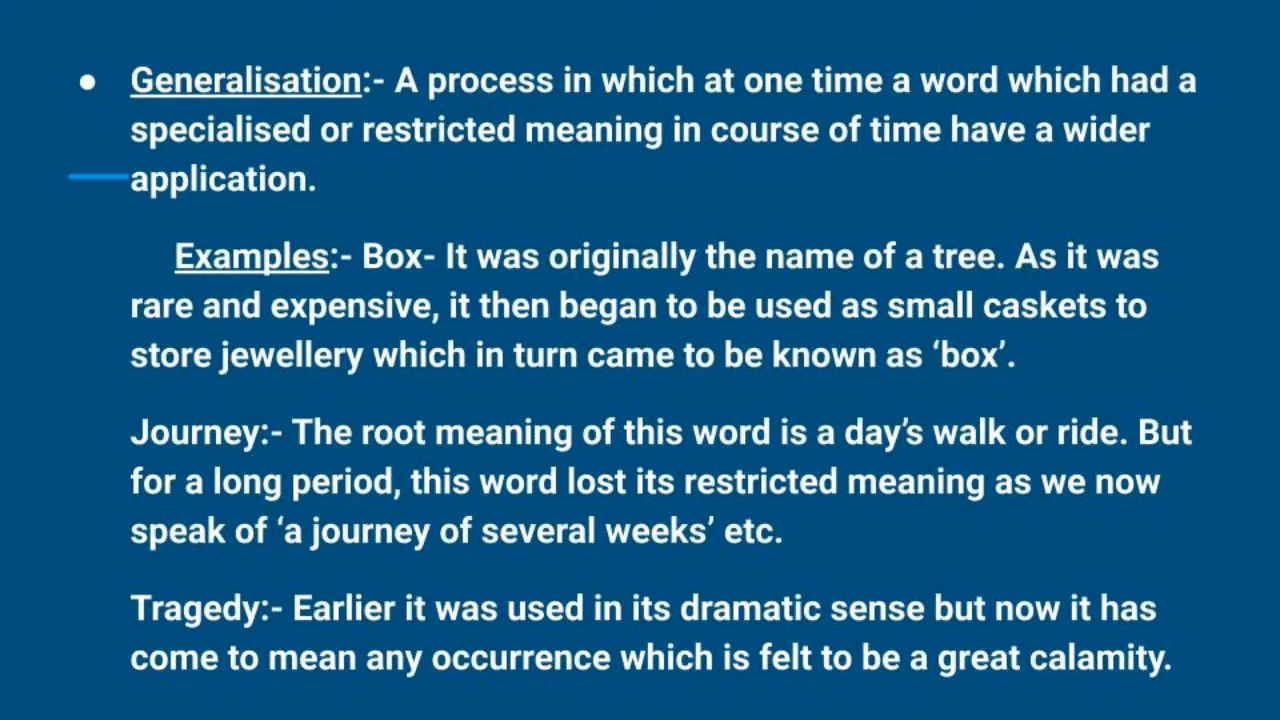 ● Generalisation:- A process in which at one time a word which had a
specialised or restricted meaning in course of time have a wider
application.
Examples:- Box- It was originally the name of a tree. As it was
rare and expensive, it then began to be used as small caskets to
store jewellery which in turn came to be known as ‘box’.
Journey:- The root meaning of this word is a day’s walk or ride. But
for a long period, this word lost its restricted meaning as we now
speak of ‘a journey of several weeks’ etc.
Tragedy:- Earlier it was used in its dramatic sense but now it has
come to mean any occurrence which is felt to be a great calamity.